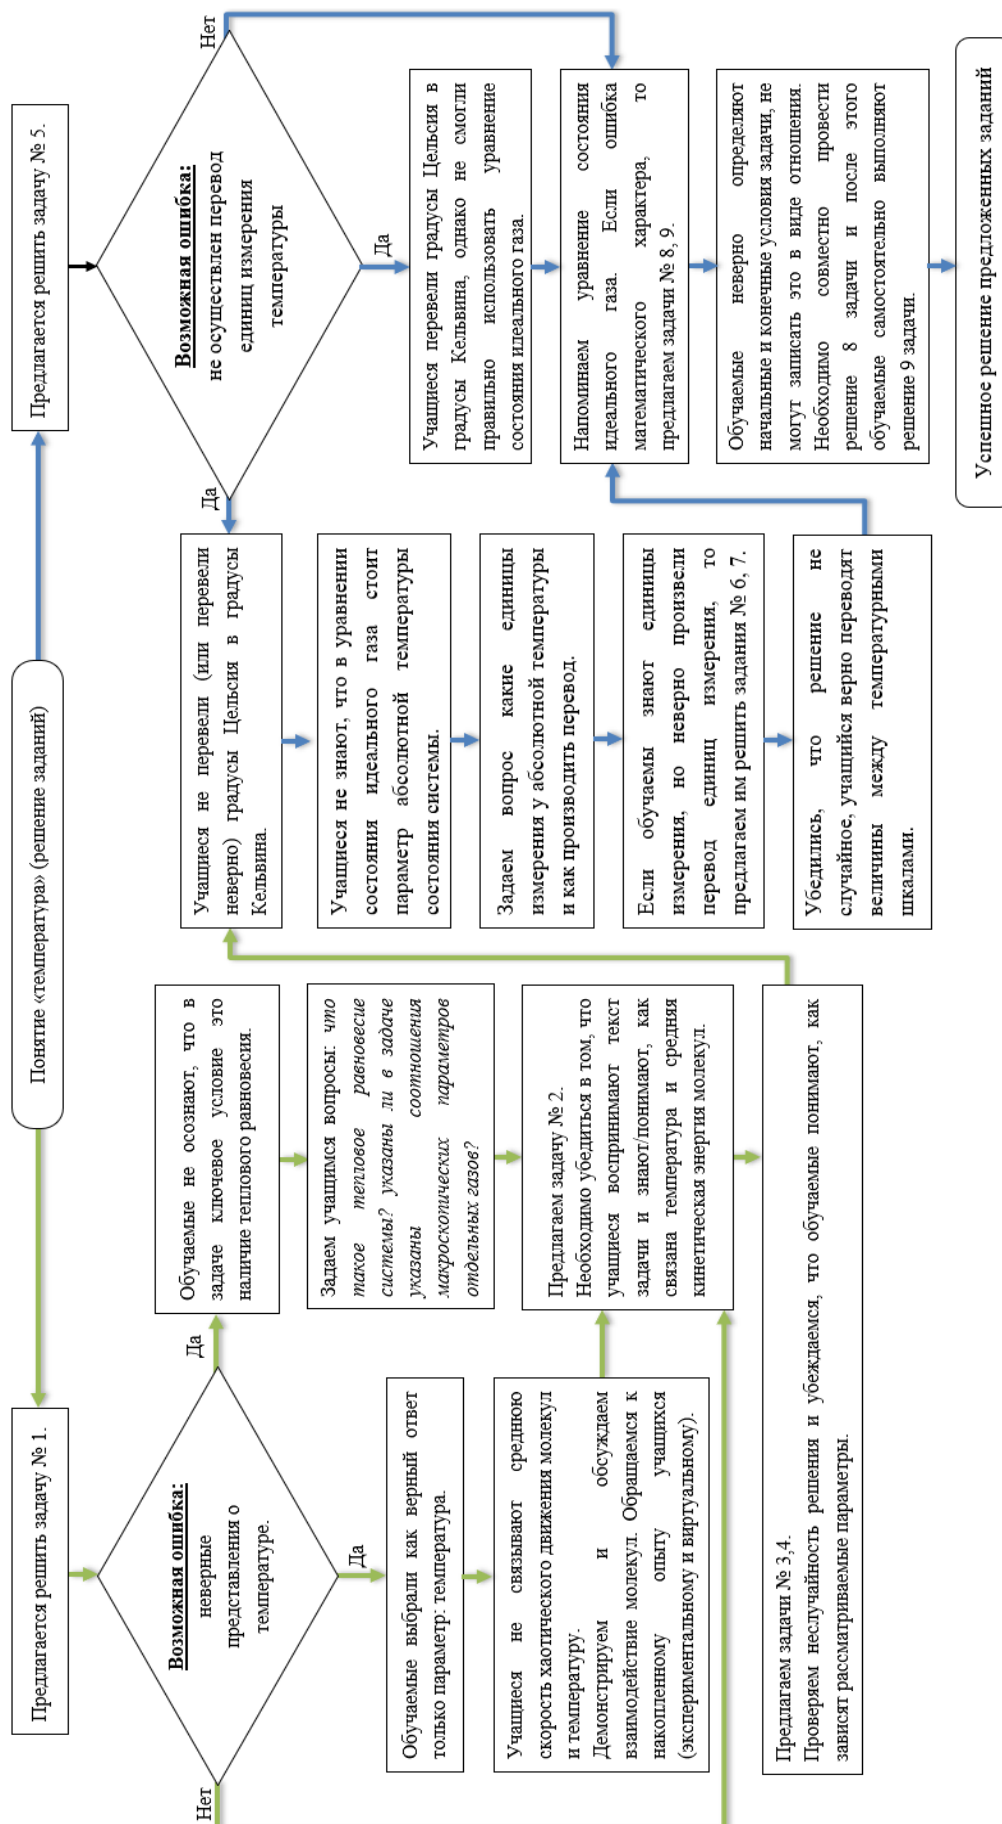 Понятие «температура» (решение заданий)
Предлагается решить задачу № 1.
Возможная ошибка:
неверные
представления о
температуре.
Нет
Да
Да
Обучаемые не осознают, что в
задаче ключевое условие это
наличие теплового равновесия.
Задаем учащимся вопросы: что
такое тепловое равновесие
системы? указаны ли в задаче
указаны соотношения
макроскопических параметров
отдельных газов?
Обучаемые выбрали как верный ответ
только параметр: температура.
Учащиеся не связывают среднюю
скорость хаотического движения молекул
и температуру.
Демонстрируем и обсуждаем
взаимодействие молекул. Обращаемся к
накопленному опыту учащихся
(экспериментальному и виртуальному).
Предлагаем задачу № 2.
Необходимо убедиться в том, что
учащиеся воспринимают текст
задачи и знают/понимают, как
связана температура и средняя
кинетическая энергия молекул.
Предлагаем задачи № 3,4.
Проверяем неслучайность решения и убеждаемся, что обучаемые понимают, как
зависят рассматриваемые параметры.
Предлагается решить задачу № 5.
Возможная ошибка:
не осуществлен перевод
единиц измерения
температуры
Да
Нет
Да
Учащиеся не перевели (или перевели
неверно) градусы Цельсия в градусы
Кельвина.
Учащиеся не знают, что в уравнении
состояния идеального газа стоит
параметр абсолютной температуры
состояния системы.
Задаем вопрос какие единицы
измерения у абсолютной температуры
и как производить перевод.
Если обучаемы знают единицы
измерения, но неверно произвели
перевод единиц измерения, то
предлагаем им решить задания № 6, 7.
Убедились, что решение не
случайное, учащийся верно переводят
величины между температурными
шкалами.
Учащиеся перевели градусы Цельсия в
градусы Кельвина, однако не смогли
правильно использовать уравнение
состояния идеального газа.
Напоминаем уравнение состояния
идеального газа. Если ошибка
математического характера, то
предлагаем задачи № 8, 9.
Обучаемые неверно определяют
начальные и конечные условия задачи, не
могут записать это в виде отношения.
Необходимо совместно провести
решение 8 задачи и после этого
обучаемые самостоятельно выполняют
решение 9 задачи.
Успешное решение предложенных заданий